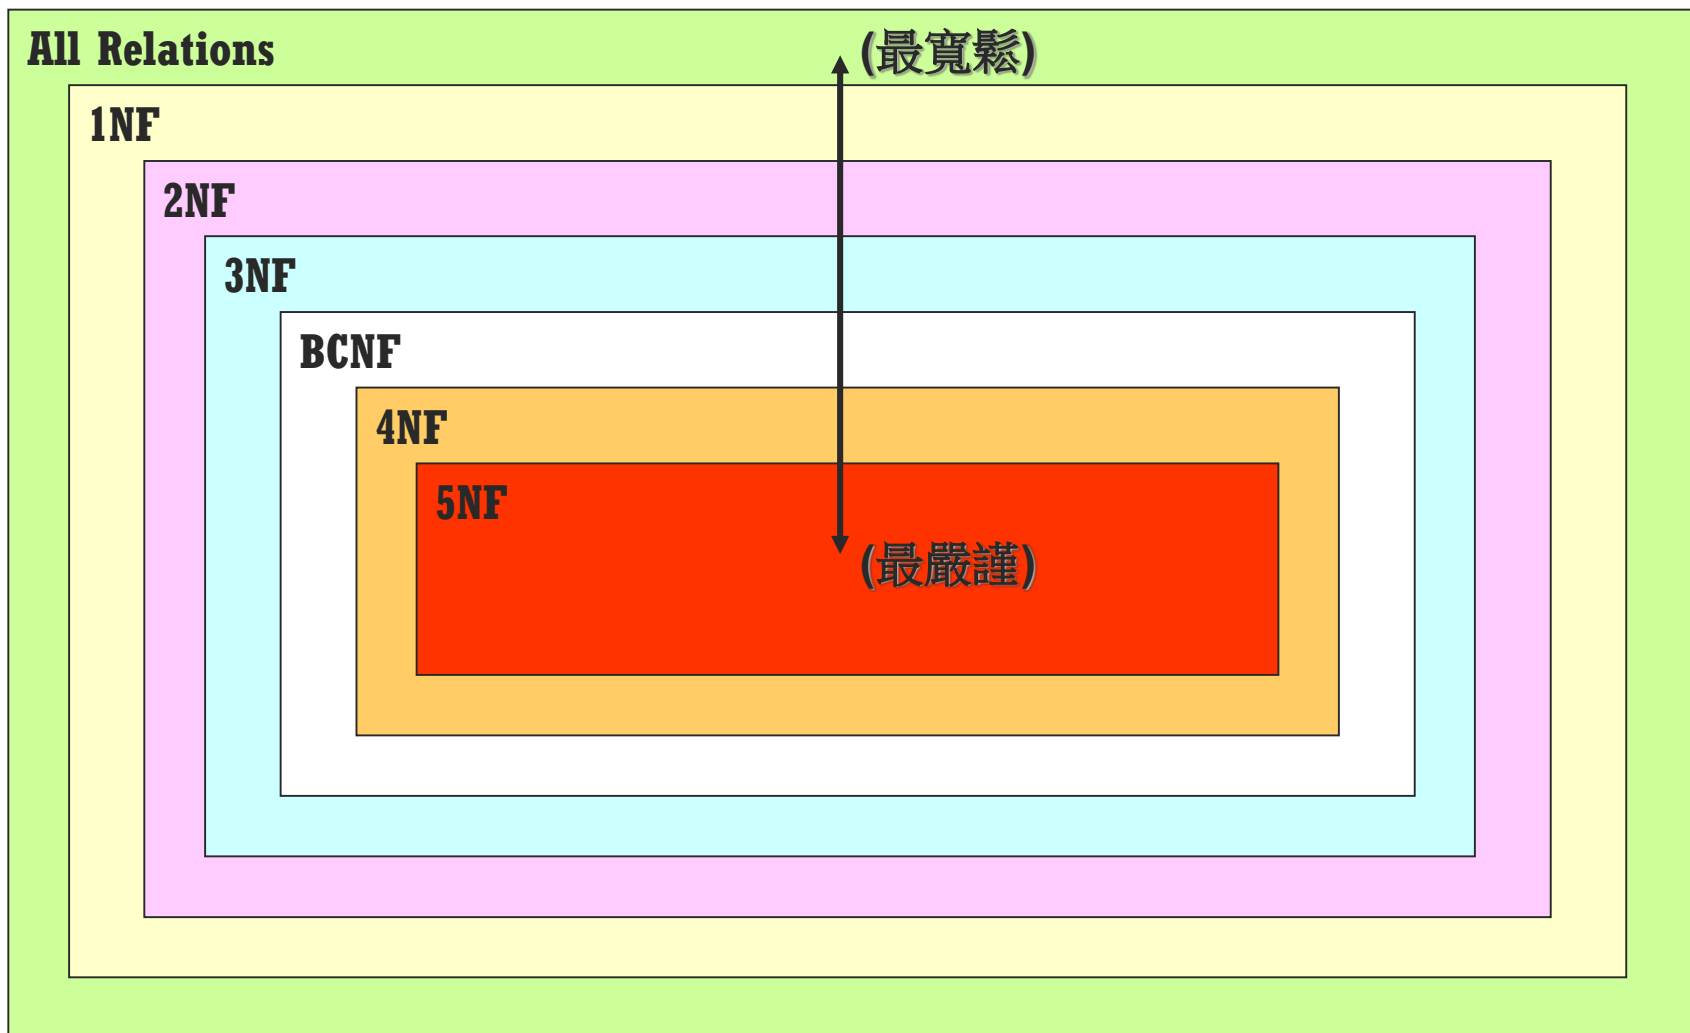 All Relations
(最寬鬆)
1NF
2NF
3NF
BCNF
4NF
5NF
(最嚴謹)